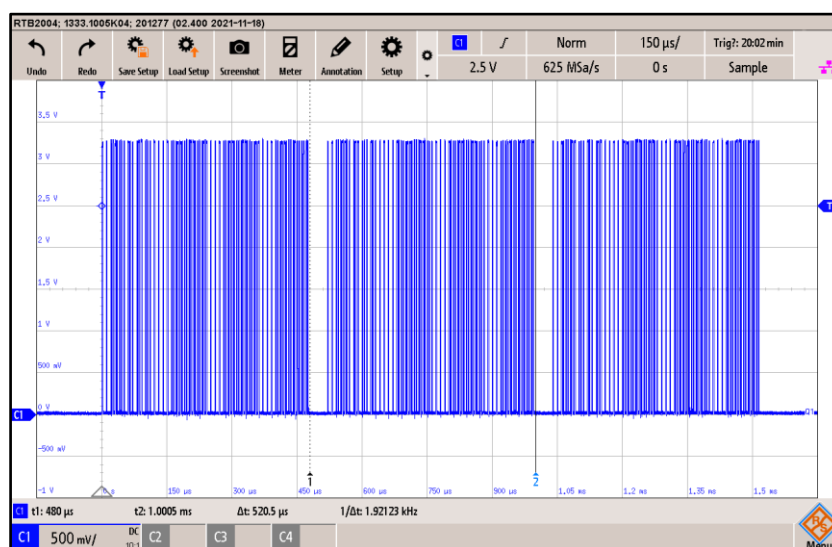 RTB2004; 1333.1005K04; 201277 (02.400 2021-11-18)
Undo Redo Save Setup Load Setup Screenshot Meter Annotation Setup
C1 Norm 150 µs/ Trig?: 20:02 min
2.5 V 625 MSa/s 0 s Sample
T
3.5 V
3 V
2.5 V
T
2 V
1.5 V
1 V
500 mV
C1 0 V
-500 mV
-1 V 0 s 150 µs 300 µs 450 µs 600 µs 750 µs 900 µs 1.05 ms 1.2 ms 1.35 ms 1.5 ms
1 2
C1 t1: 480 µs t2: 1.0005 ms Δt: 520.5 µs 1/Δt: 1.92123 kHz
C1 500 mV/ DC 10:1 C2 C3 C4
R&S
Menu